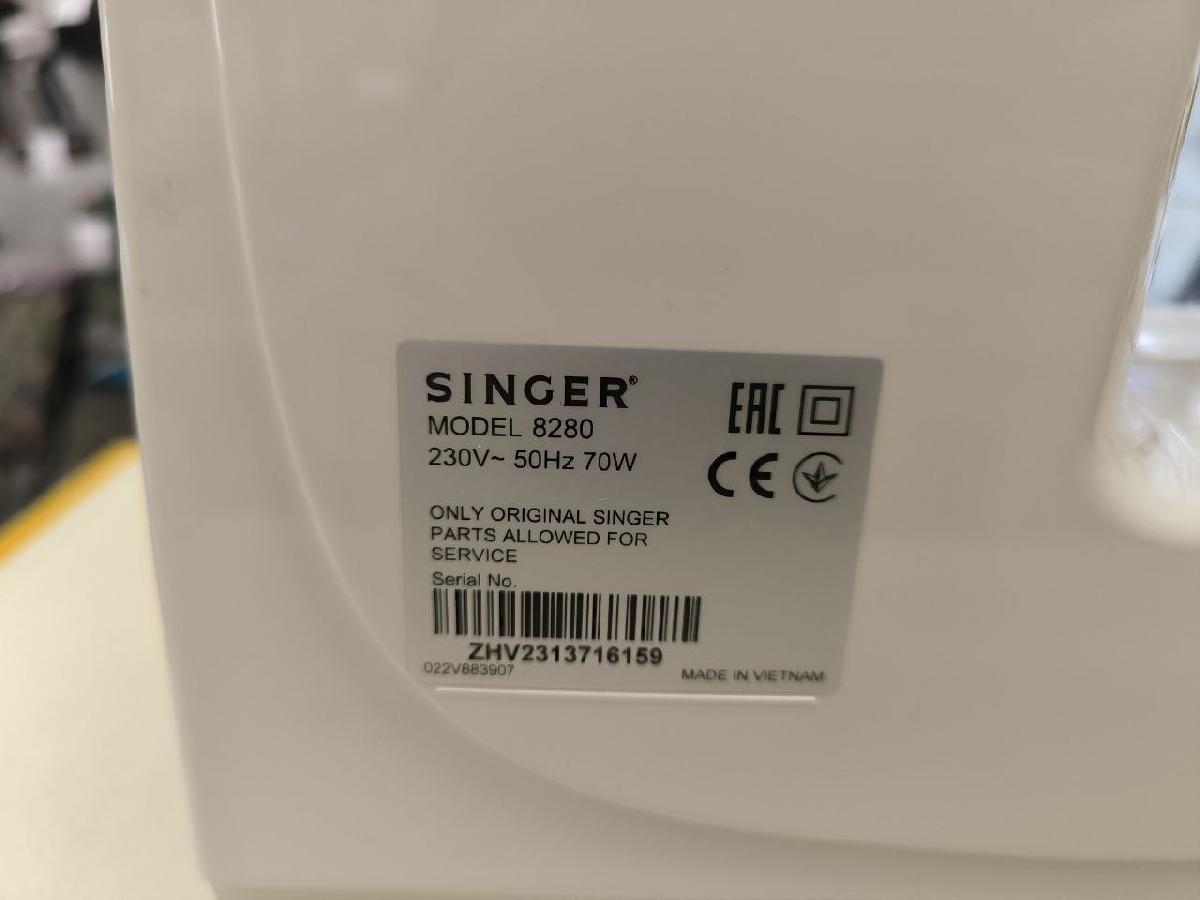 SINGER®
MODEL 8280
230V~ 50Hz 70W
EAC
CE
ONLY ORIGINAL SINGER
PARTS ALLOWED FOR
SERVICE
Serial No.
ZHV2313716159
022V883907
MADE IN VIETNAM